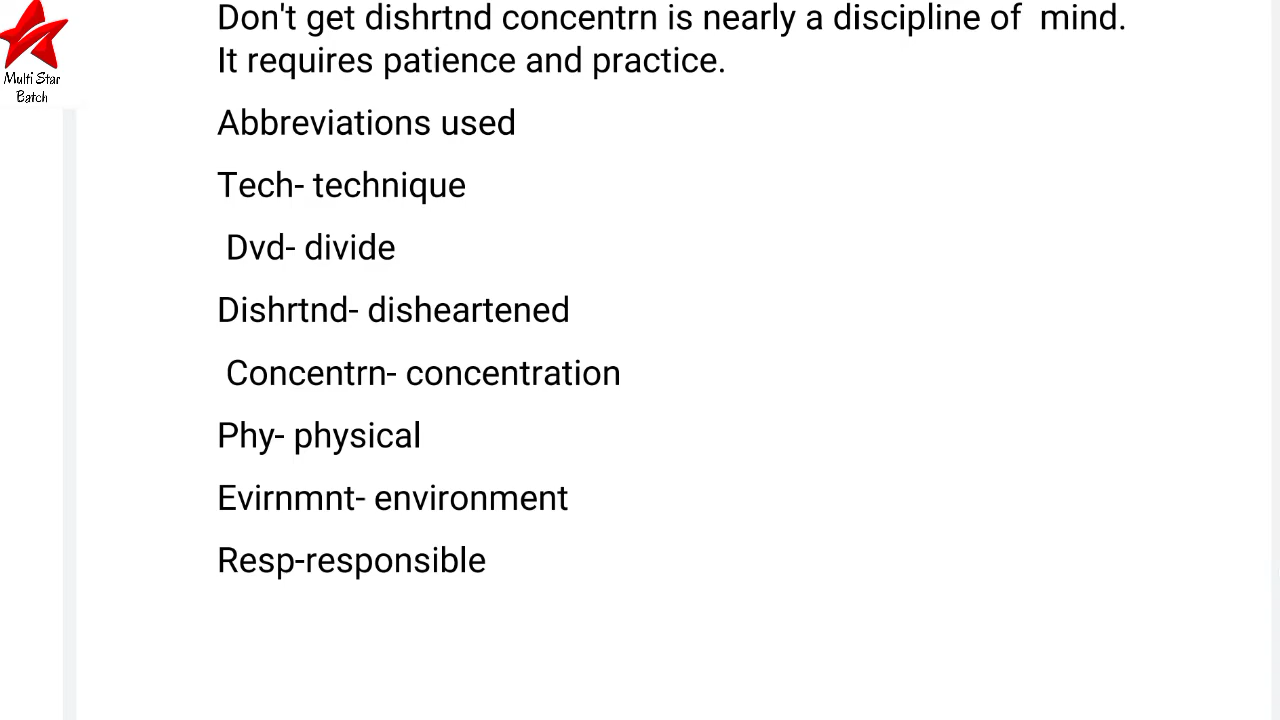 Multi Star
Batch
Don't get dishrtnd concentrn is nearly a discipline of mind.
It requires patience and practice.
Abbreviations used
Tech- technique
Dvd- divide
Dishrtnd- disheartened
Concentrn- concentration
Phy- physical
Evirnmnt- environment
Resp-responsible